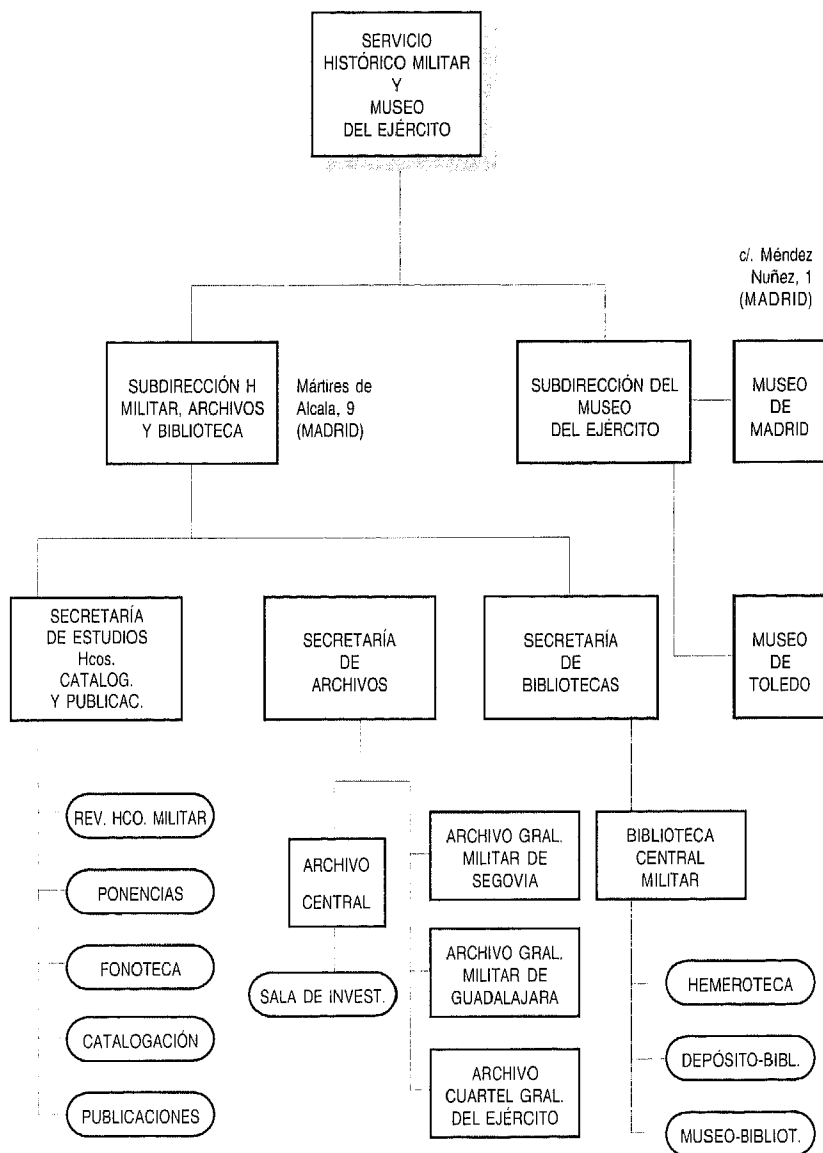 SERVICIO
HISTÓRICO MILITAR
Y
MUSEO
DEL EJÉRCITO
c/. Méndez
Nuñez, 1
(MADRID)
SUBDIRECCIÓN H
MILITAR, ARCHIVOS
Y BIBLIOTECA
Mártires de
Alcala, 9
(MADRID)
SUBDIRECCIÓN DEL
MUSEO
DEL EJÉRCITO
MUSEO
DE
MADRID
SECRETARÍA
DE ESTUDIOS
Hcos.
CATALOG.
Y PUBLICAC.
SECRETARÍA
DE
ARCHIVOS
SECRETARÍA
DE
BIBLIOTECAS
MUSEO
DE
TOLEDO
REV. HCO. MILITAR
PONENCIAS
FONOTECA
CATALOGACIÓN
PUBLICACIONES
ARCHIVO
CENTRAL
SALA DE INVEST.
ARCHIVO GRAL.
MILITAR DE
SEGOVIA
ARCHIVO GRAL.
MILITAR DE
GUADALAJARA
ARCHIVO
CUARTEL GRAL.
DEL EJÉRCITO
BIBLIOTECA
CENTRAL
MILITAR
HEMEROTECA
DEPÓSITO-BIBL.
MUSEO-BIBLIOT.